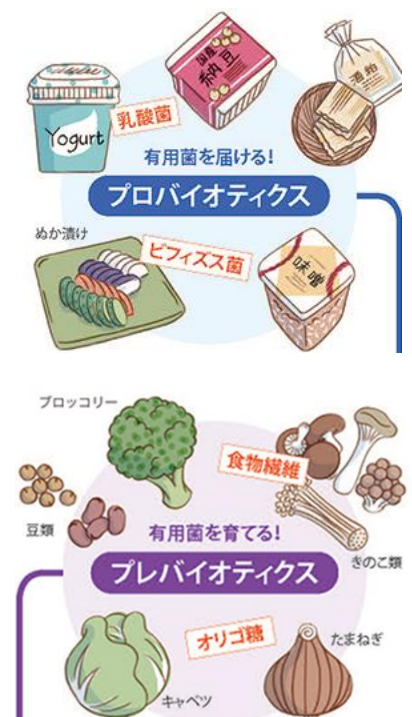 Yogurt
乳酸菌
国産
納豆
酒粕
有用菌を届ける!
プロバイオティクス
ぬか漬け
ビフィズス菌
味噌
ブロッコリー
食物繊維
豆類
有用菌を育てる!
きのこ類
プレバイオティクス
オリゴ糖
たまねぎ
キャベツ